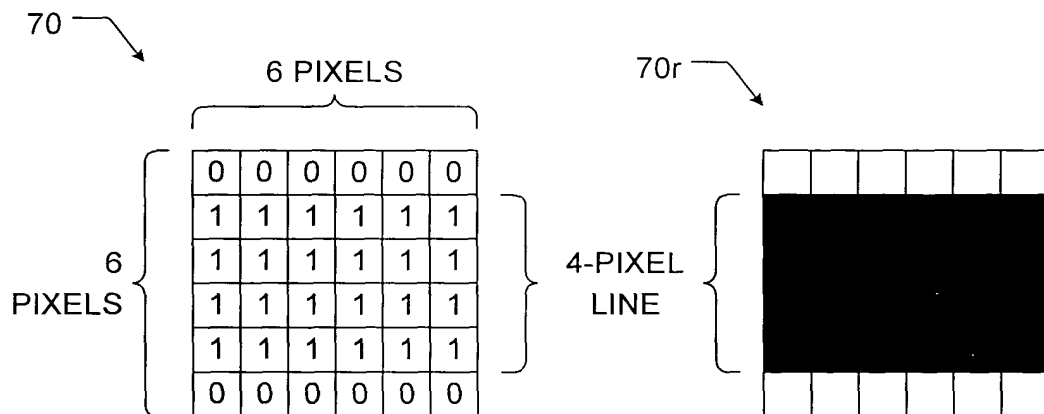 70
6 PIXELS
70r
0 0 0 0 0 0
1 1 1 1 1 1
1 1 1 1 1 1
6
PIXELS
4-PIXEL
LINE
1 1 1 1 1 1
1 1 1 1 1 1
0 0 0 0 0 0